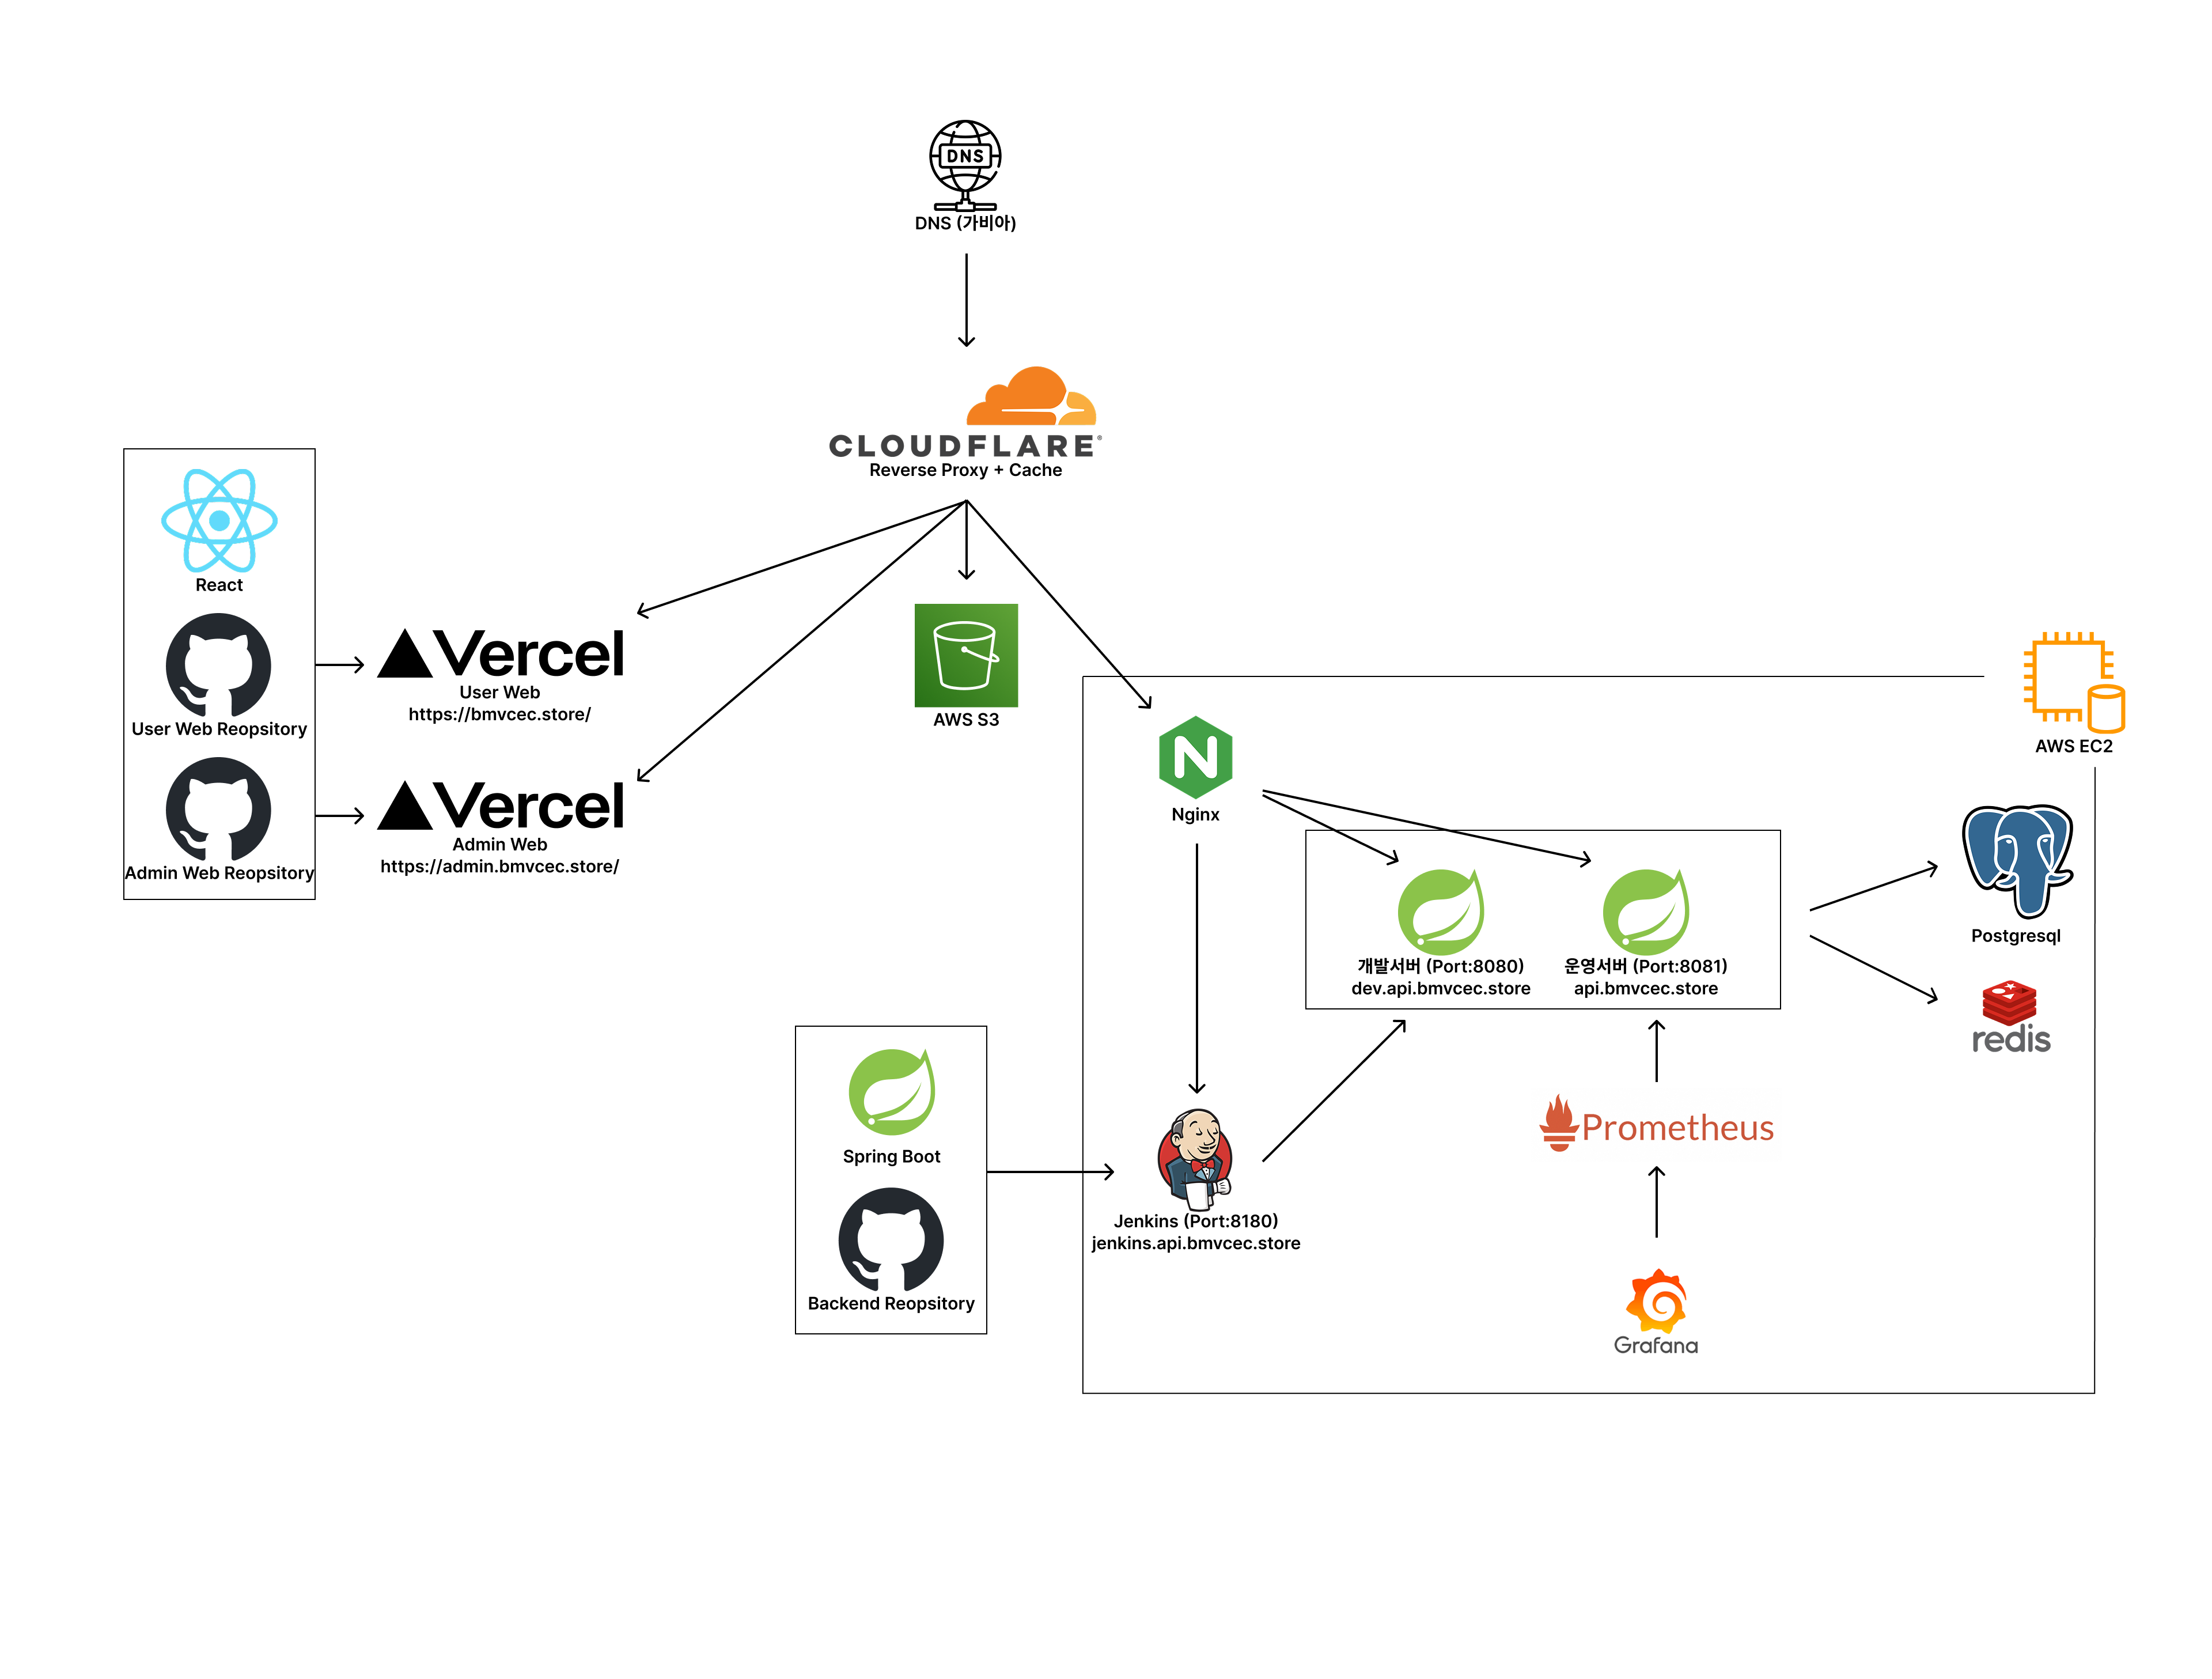 DNS
DNS (가비아)
CLOUDFLARE®
Reverse Proxy + Cache
React
User Web Reopsitory
Admin Web Reopsitory
Vercel
User Web
https://bmvcec.store/
Vercel
Admin Web
https://admin.bmvcec.store/
AWS S3
AWS EC2
N
Nginx
개발서버 (Port:8080)
dev.api.bmvcec.store
운영서버 (Port:8081)
api.bmvcec.store
Postgresql
redis
Spring Boot
Backend Reopsitory
Jenkins (Port:8180)
jenkins.api.bmvcec.store
Prometheus
Grafana